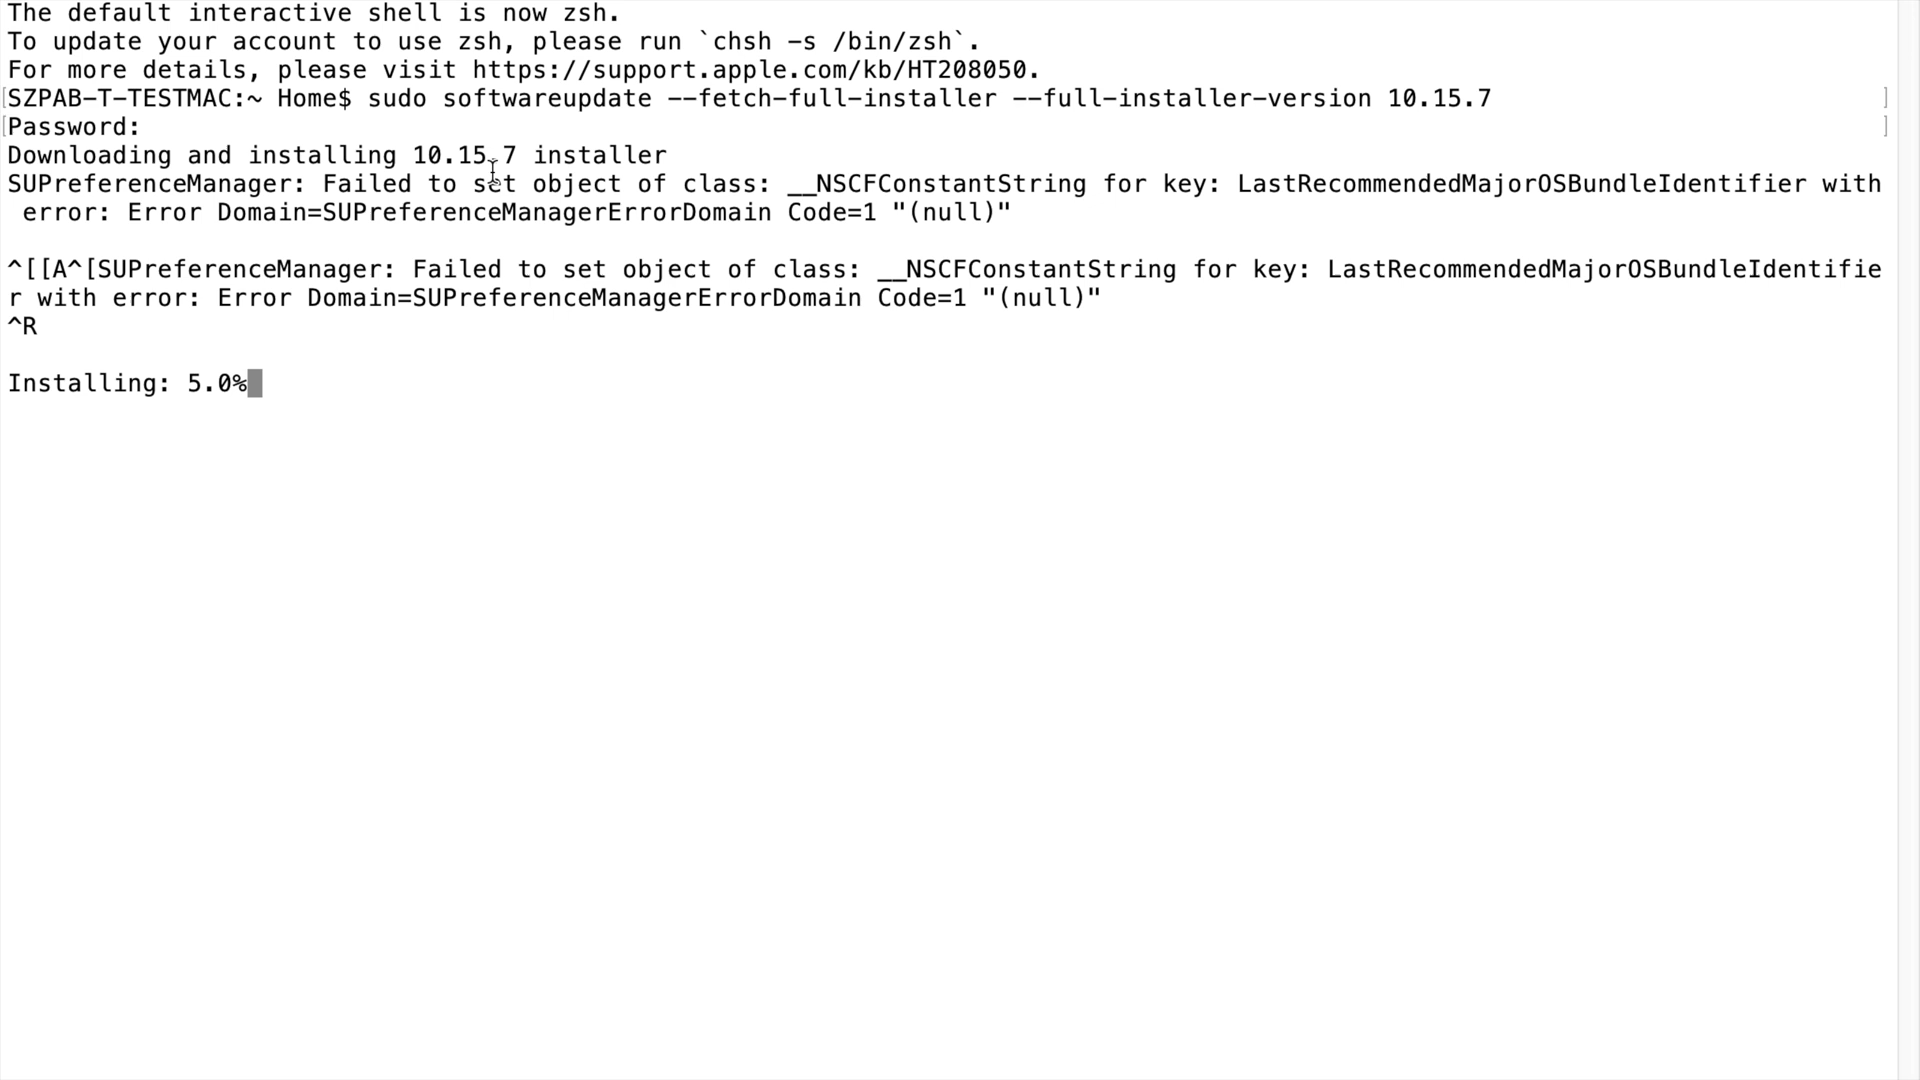 The default interactive shell is now zsh.
To update your account to use zsh, please run `chsh -s /bin/zsh`.
For more details, please visit https://support.apple.com/kb/HT208050.
[SZPAB-T-TESTMAC:~ Home$ sudo softwareupdate --fetch-full-installer --full-installer-version 10.15.7 ]
[Password: ]
Downloading and installing 10.15.7 installer
SUPreferenceManager: Failed to set object of class: __NSCFConstantString for key: LastRecommendedMajorOSBundleIdentifier with
 error: Error Domain=SUPreferenceManagerErrorDomain Code=1 "(null)"
^[[A^[SUPreferenceManager: Failed to set object of class: __NSCFConstantString for key: LastRecommendedMajorOSBundleIdentifie
r with error: Error Domain=SUPreferenceManagerErrorDomain Code=1 "(null)"
^R
Installing: 5.0%